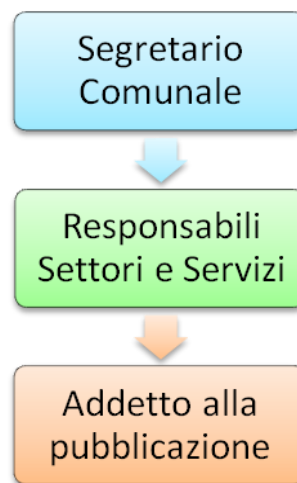 Segretario
Comunale
Responsabili
Settori e Servizi
Addetto alla
pubblicazione